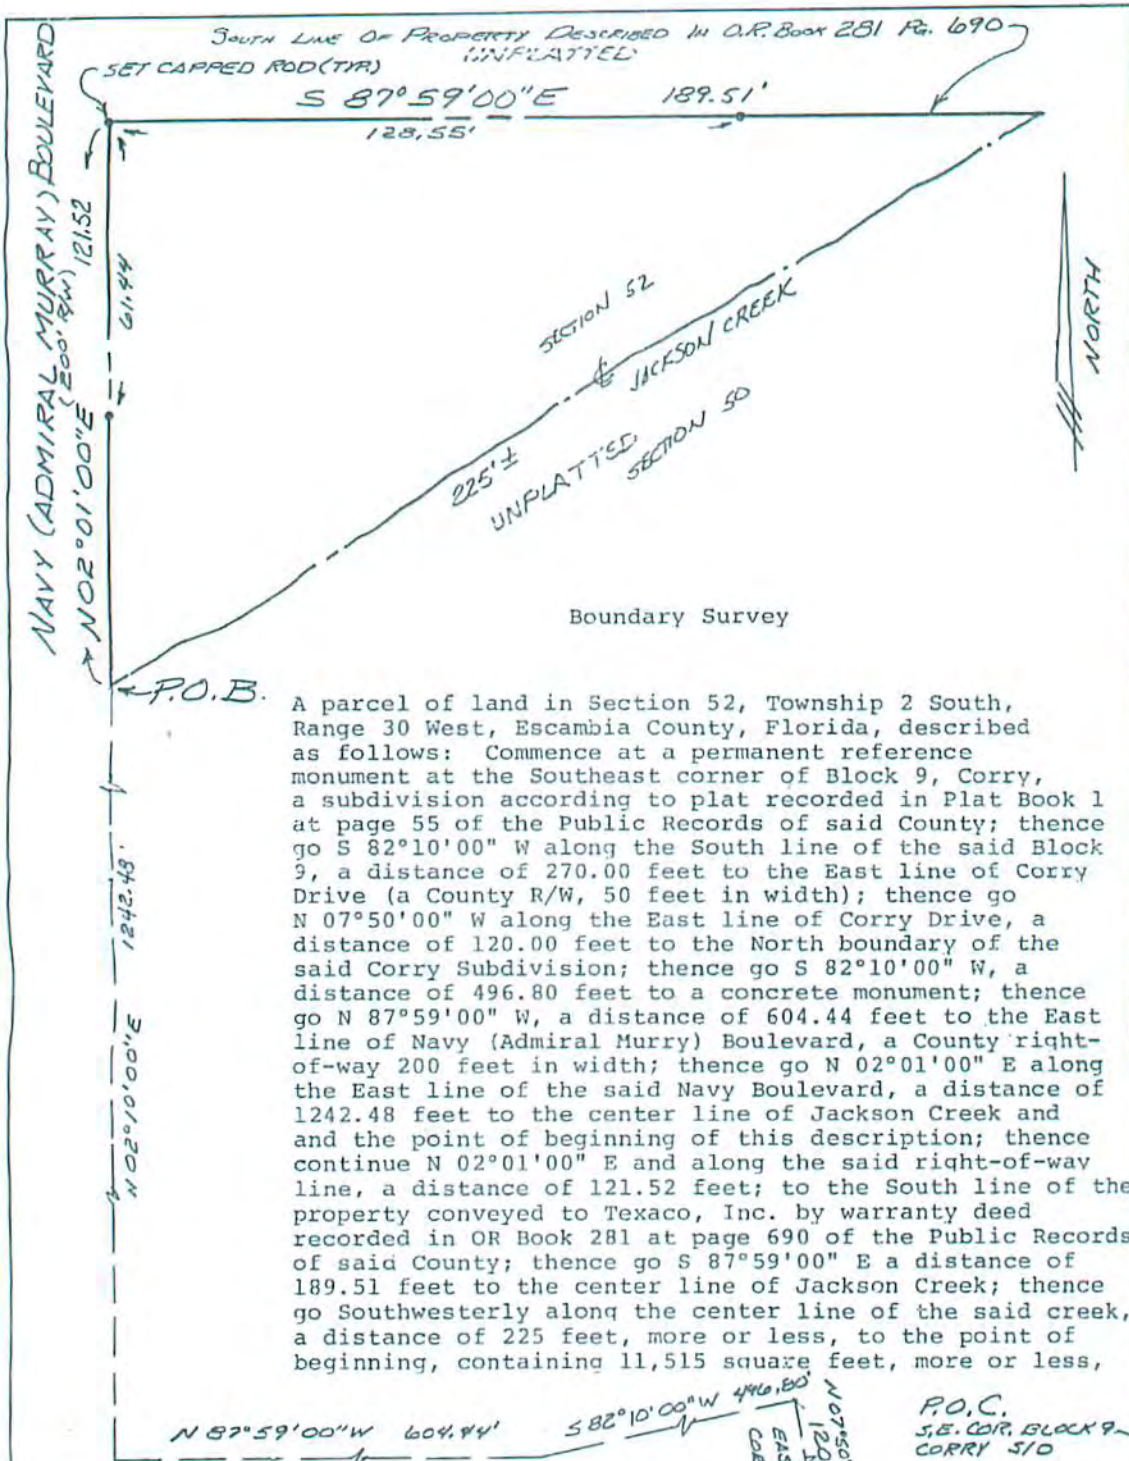 SOUTH LINE OF PROPERTY DESCRIBED IN O.R. BOOK 281 PG. 690
UNPLATTED
SET CAPPED ROD (TYP)
S 87°59'00"E 189.51'
128.55'
NAVY (ADMIRAL MURRAY) BOULEVARD
(200' R/W)
N02°01'00"E 121.52
61.44
SECTION 52
℄ JACKSON CREEK
225'±
UNPLATTED
SECTION 50
NORTH
Boundary Survey
P.O.B.
A parcel of land in Section 52, Township 2 South,
Range 30 West, Escambia County, Florida, described
as follows: Commence at a permanent reference
monument at the Southeast corner of Block 9, Corry,
a subdivision according to plat recorded in Plat Book 1
at page 55 of the Public Records of said County; thence
go S 82°10'00" W along the South line of the said Block
9, a distance of 270.00 feet to the East line of Corry
Drive (a County R/W, 50 feet in width); thence go
N 07°50'00" W along the East line of Corry Drive, a
distance of 120.00 feet to the North boundary of the
said Corry Subdivision; thence go S 82°10'00" W, a
distance of 496.80 feet to a concrete monument; thence
go N 87°59'00" W, a distance of 604.44 feet to the East
line of Navy (Admiral Murry) Boulevard, a County right-
of-way 200 feet in width; thence go N 02°01'00" E along
the East line of the said Navy Boulevard, a distance of
1242.48 feet to the center line of Jackson Creek and
and the point of beginning of this description; thence
continue N 02°01'00" E and along the said right-of-way
line, a distance of 121.52 feet; to the South line of the
property conveyed to Texaco, Inc. by warranty deed
recorded in OR Book 281 at page 690 of the Public Records
of said County; thence go S 87°59'00" E a distance of
189.51 feet to the center line of Jackson Creek; thence
go Southwesterly along the center line of the said creek,
a distance of 225 feet, more or less, to the point of
beginning, containing 11,515 square feet, more or less,
N 02°10'00"E 1242.48'
N 87°59'00"W 604.44'
S 82°10'00"W 496.80'
N07°50'
120
EAS
COR
P.O.C.
S.E. COR. BLOCK 9
CORRY S/D